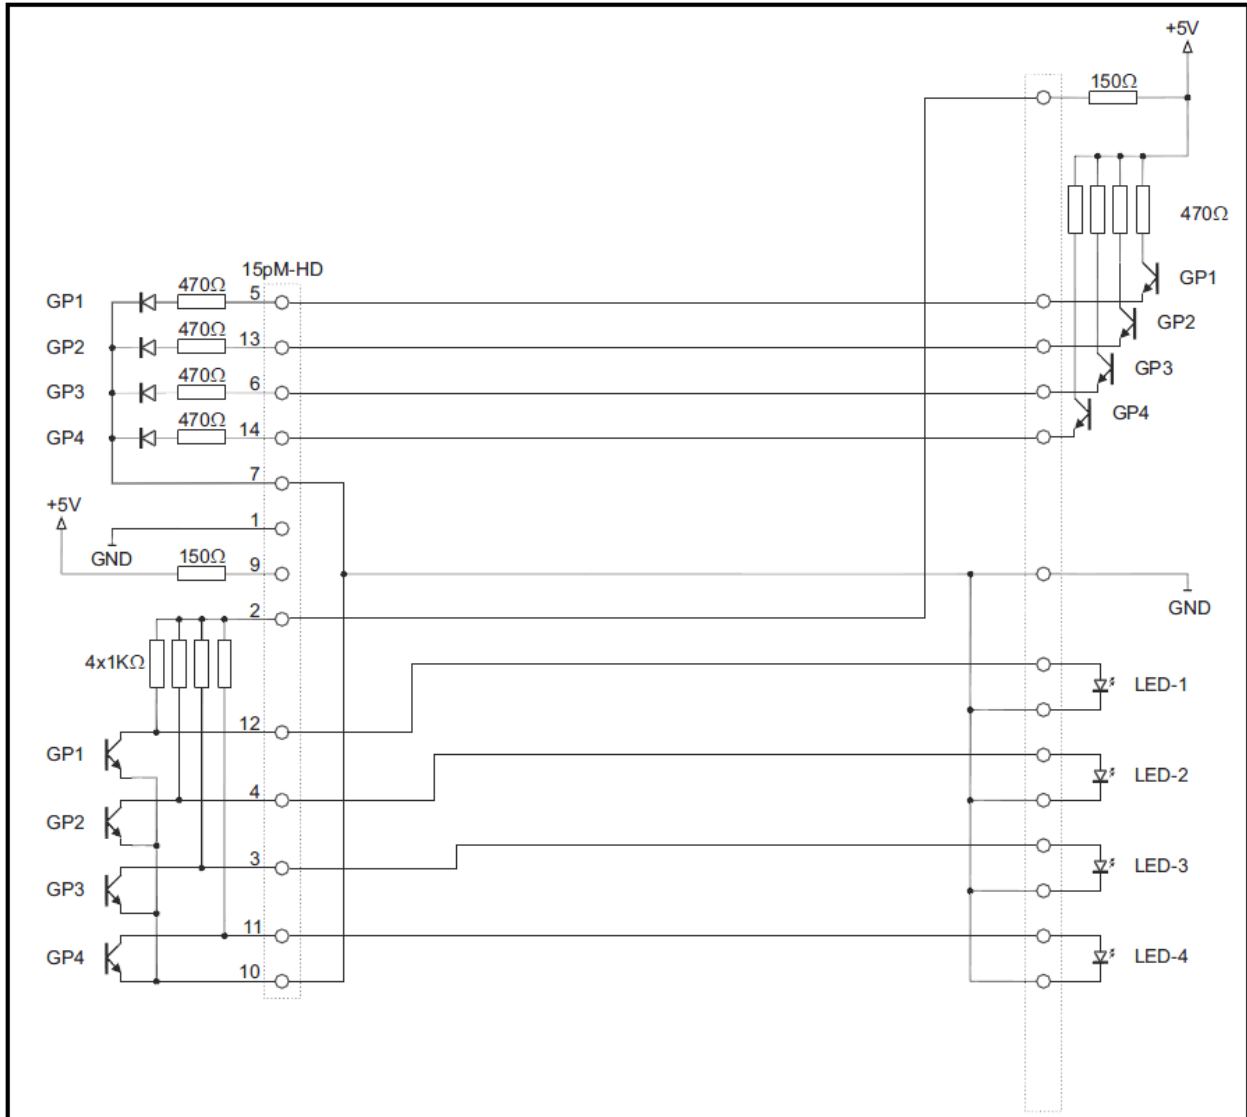 +5V
150Ω
470Ω
15pM-HD
GP1
470Ω
5
GP1
GP2
470Ω
13
GP2
GP3
470Ω
6
GP3
GP4
470Ω
14
GP4
7
+5V
1
GND
150Ω
9
GND
2
4x1KΩ
LED-1
12
GP1
LED-2
4
GP2
3
LED-3
GP3
11
GP4
LED-4
10